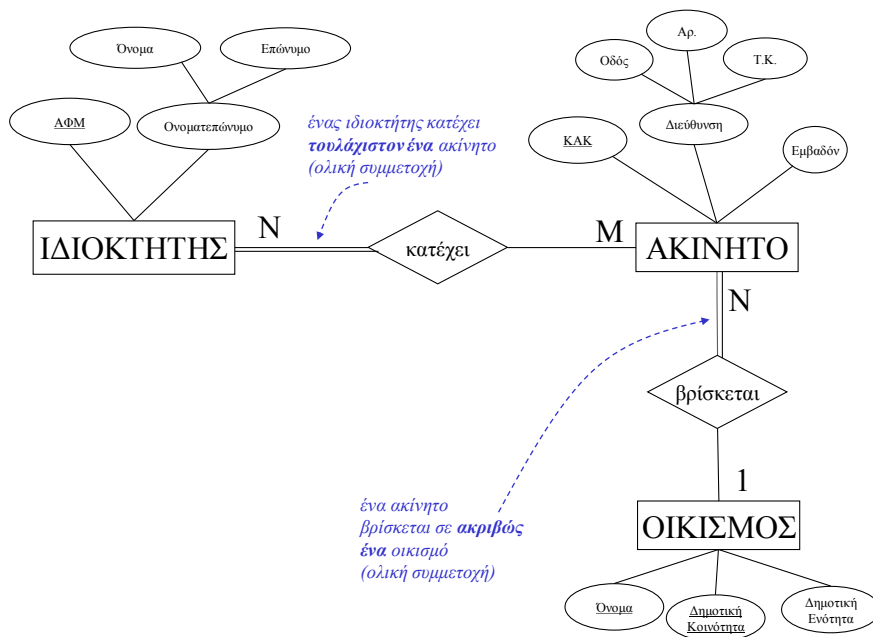 Όνομα
Επώνυμο
ΑΦΜ
Ονοματεπώνυμο
ένας ιδιοκτήτης κατέχει
τουλάχιστον ένα ακίνητο
(ολική συμμετοχή)
Αρ.
Οδός
Τ.Κ.
ΚΑΚ
Διεύθυνση
Εμβαδόν
ΙΔΙΟΚΤΗΤΗΣ
N
κατέχει
M
ΑΚΙΝΗΤΟ
N
βρίσκεται
1
ένα ακίνητο
βρίσκεται σε ακριβώς
ένα οικισμό
(ολική συμμετοχή)
ΟΙΚΙΣΜΟΣ
Όνομα
Δημοτική
Κοινότητα
Δημοτική
Ενότητα